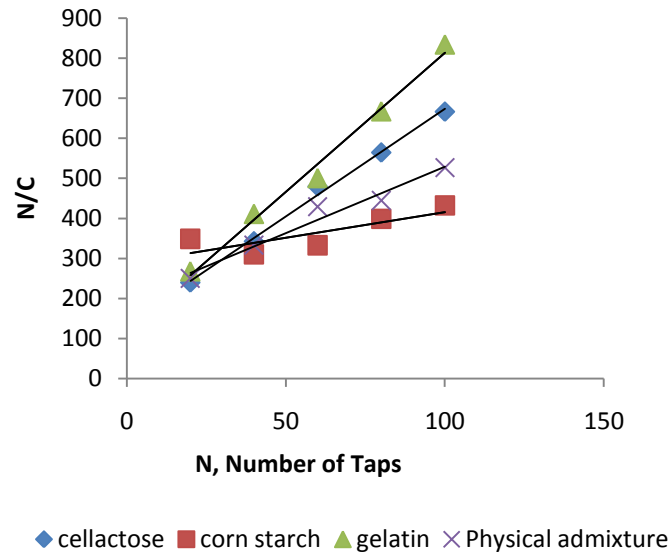 900
800
700
600
500
400
300
200
100
0
N/C
0 50 100 150
N, Number of Taps
cellactose corn starch gelatin Physical admixture